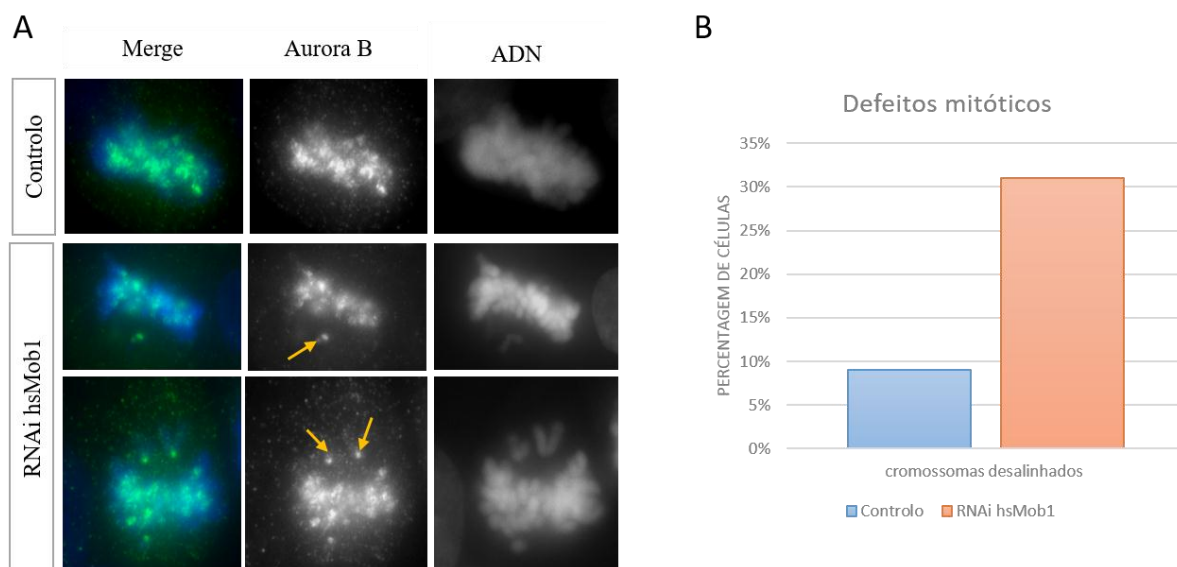 A
Merge
Aurora B
ADN
Controlo
RNAi hsMob1
B
Defeitos mitóticos
PERCENTAGEM DE CÉLULAS
35%
30%
25%
20%
15%
10%
5%
0%
cromossomas desalinhados
Controlo
RNAi hsMob1